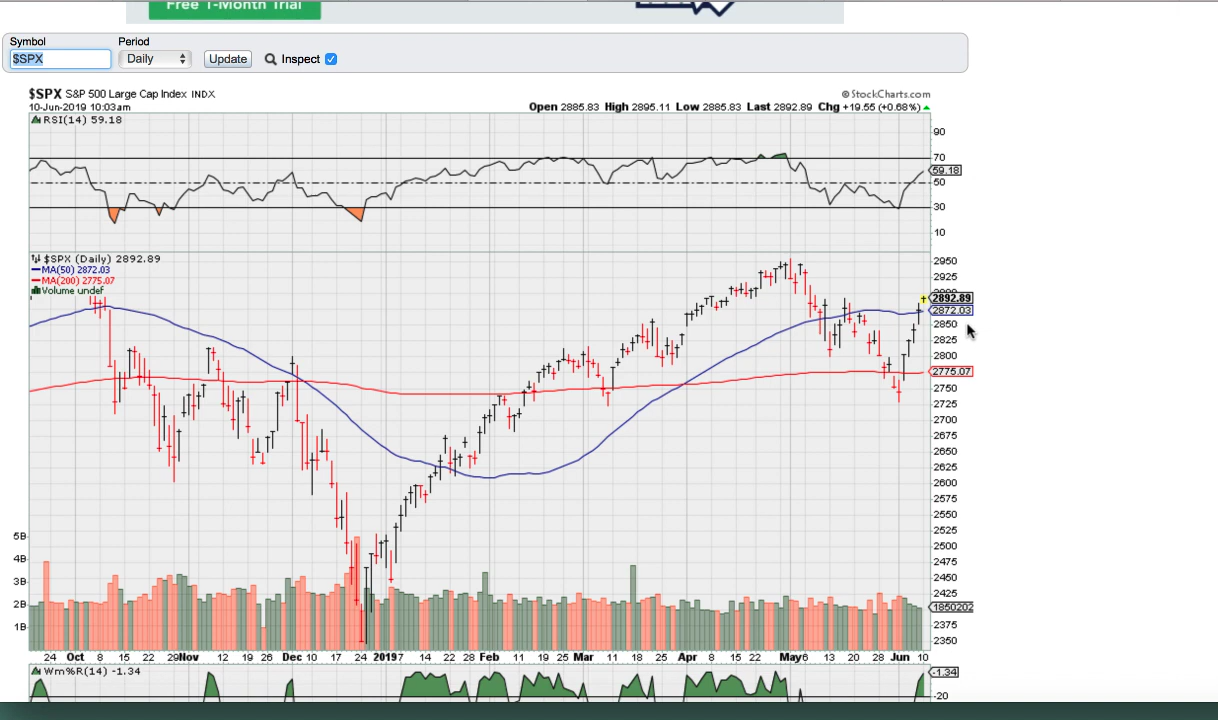 Free 1-Month Trial
Symbol Period
$SPX Daily Update Inspect
$SPX S&P 500 Large Cap Index INDX © StockCharts.com
10-Jun-2019 10:03am Open 2885.83 High 2895.11 Low 2885.83 Last 2892.89 Chg +19.55 (+0.68%)
RSI(14) 59.18
90
70
59.18
50
30
10
$SPX (Daily) 2892.89
MA(50) 2872.03
MA(200) 2775.07
Volume undef
2950
2925
2892.89
2872.03
2850
2825
2800
2775.07
2750
2725
2700
2675
2650
2625
2600
2575
2550
2525
2500
2475
2450
2425
2375
2350
5B
4B
3B
2B
1B
1850202
24 Oct 8 15 22 29 Nov 12 19 26 Dec 10 17 24 2019 7 14 22 28 Feb 11 19 25 Mar 11 18 25 Apr 8 15 22 May 6 13 20 28 Jun 10
Wm%R(14) -1.34
-1.34
-20